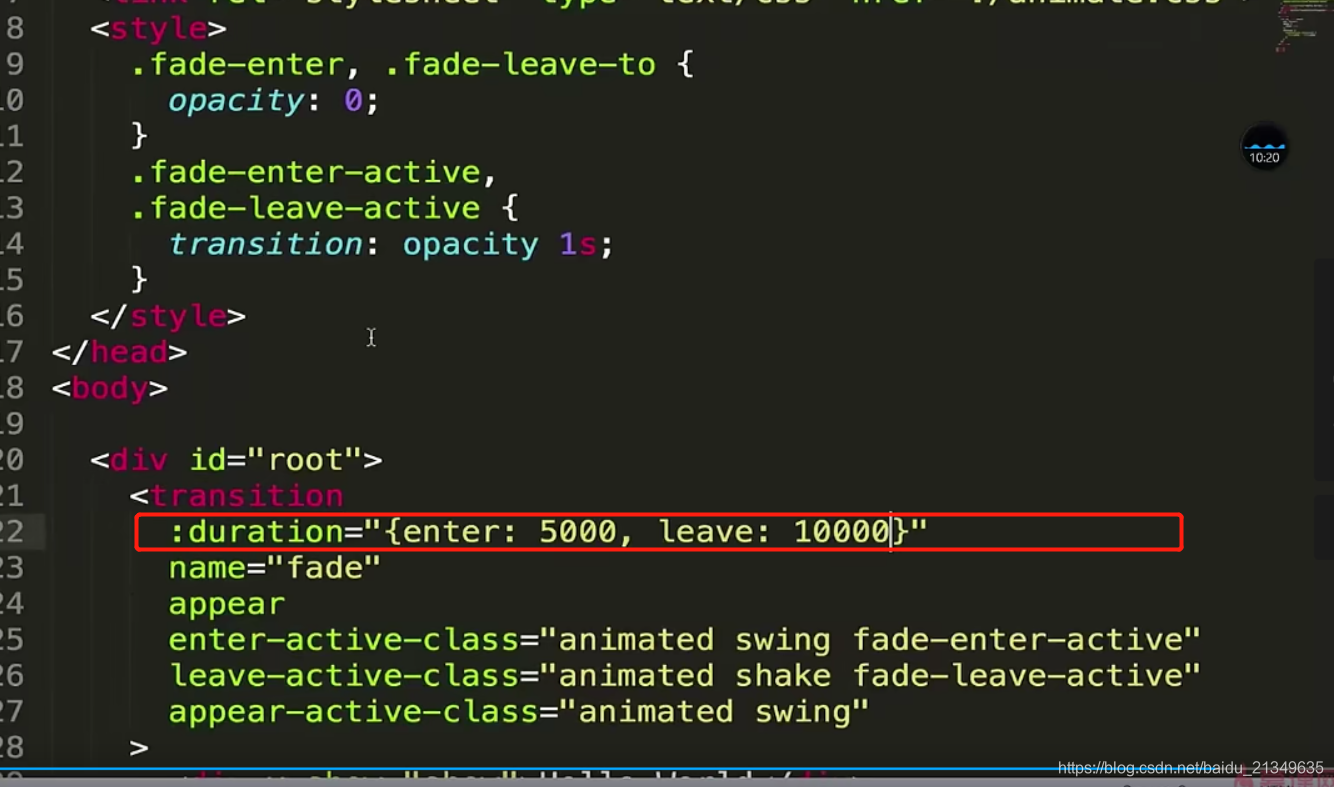 8 <style>
9 .fade-enter, .fade-leave-to {
10 opacity: 0;
11 }
12 .fade-enter-active,
13 .fade-leave-active {
14 transition: opacity 1s;
15 }
16 </style>
17 </head>
18 <body>
19
20 <div id="root">
21 <transition
22 :duration="{enter: 5000, leave: 10000}"
23 name="fade"
24 appear
25 enter-active-class="animated swing fade-enter-active"
26 leave-active-class="animated shake fade-leave-active"
27 appear-active-class="animated swing"
28 >
10:20
https://blog.csdn.net/baidu_21349635